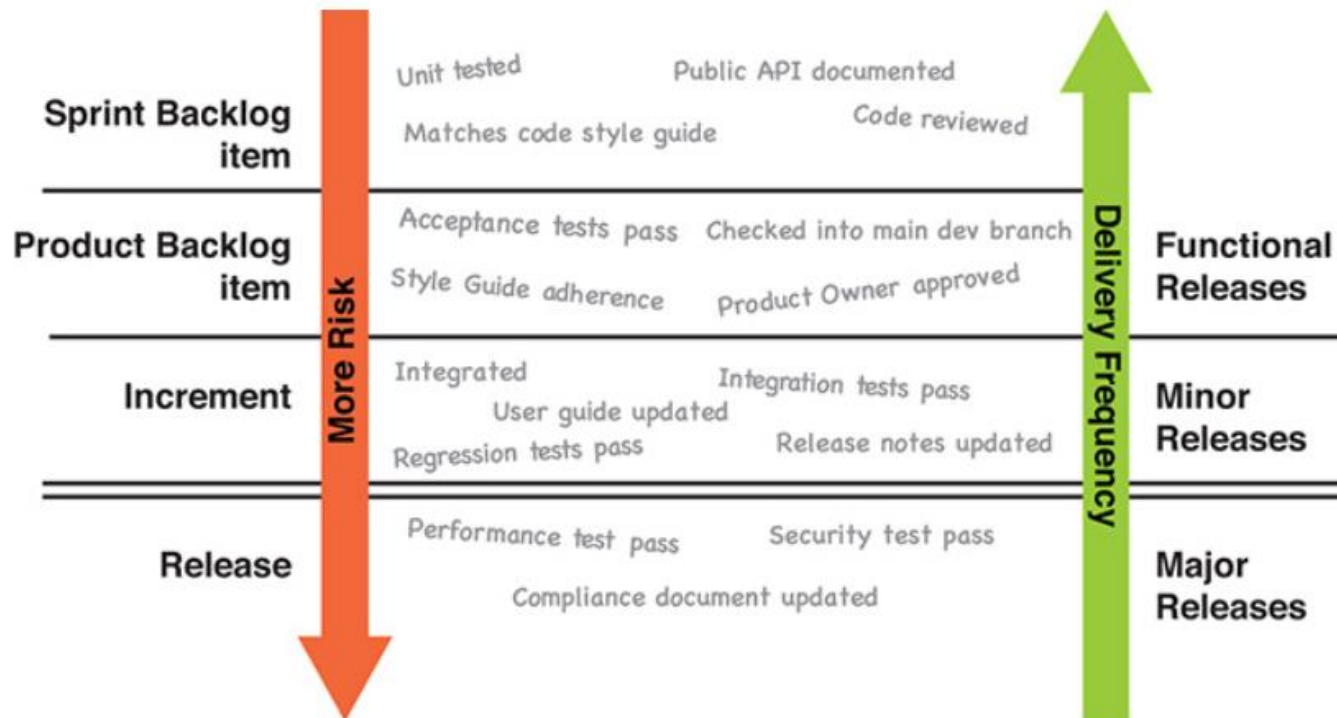 Unit tested
Public API documented
Sprint Backlog
item
Matches code style guide
Code reviewed
Product Backlog
item
Acceptance tests pass
Checked into main dev branch
Style Guide adherence
Product Owner approved
Functional
Releases
Increment
Integrated
Integration tests pass
User guide updated
Regression tests pass
Release notes updated
Minor
Releases
Release
Performance test pass
Security test pass
Compliance document updated
Major
Releases
More Risk
Delivery Frequency